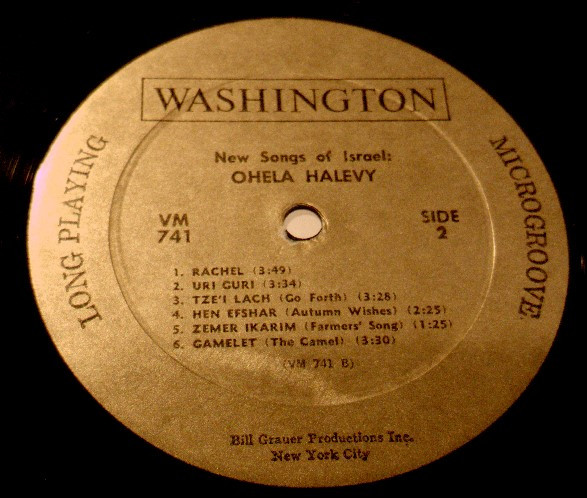 WASHINGTON
New Songs of Israel:
OHELA HALEVY
LONG PLAYING
MICROGROOVE
VM
741
SIDE
2
1. RACHEL (3:49)
2. URI GURI (3:34)
3. TZE'I LACH (Go Forth) (3:28)
4. HEN EFSHAR (Autumn Wishes) (2:25)
5. ZEMER IKARIM (Farmers' Song) (1:25)
6. GAMELET (The Camel) (3:30)
(VM 741 B)
Bill Grauer Productions Inc.
New York City